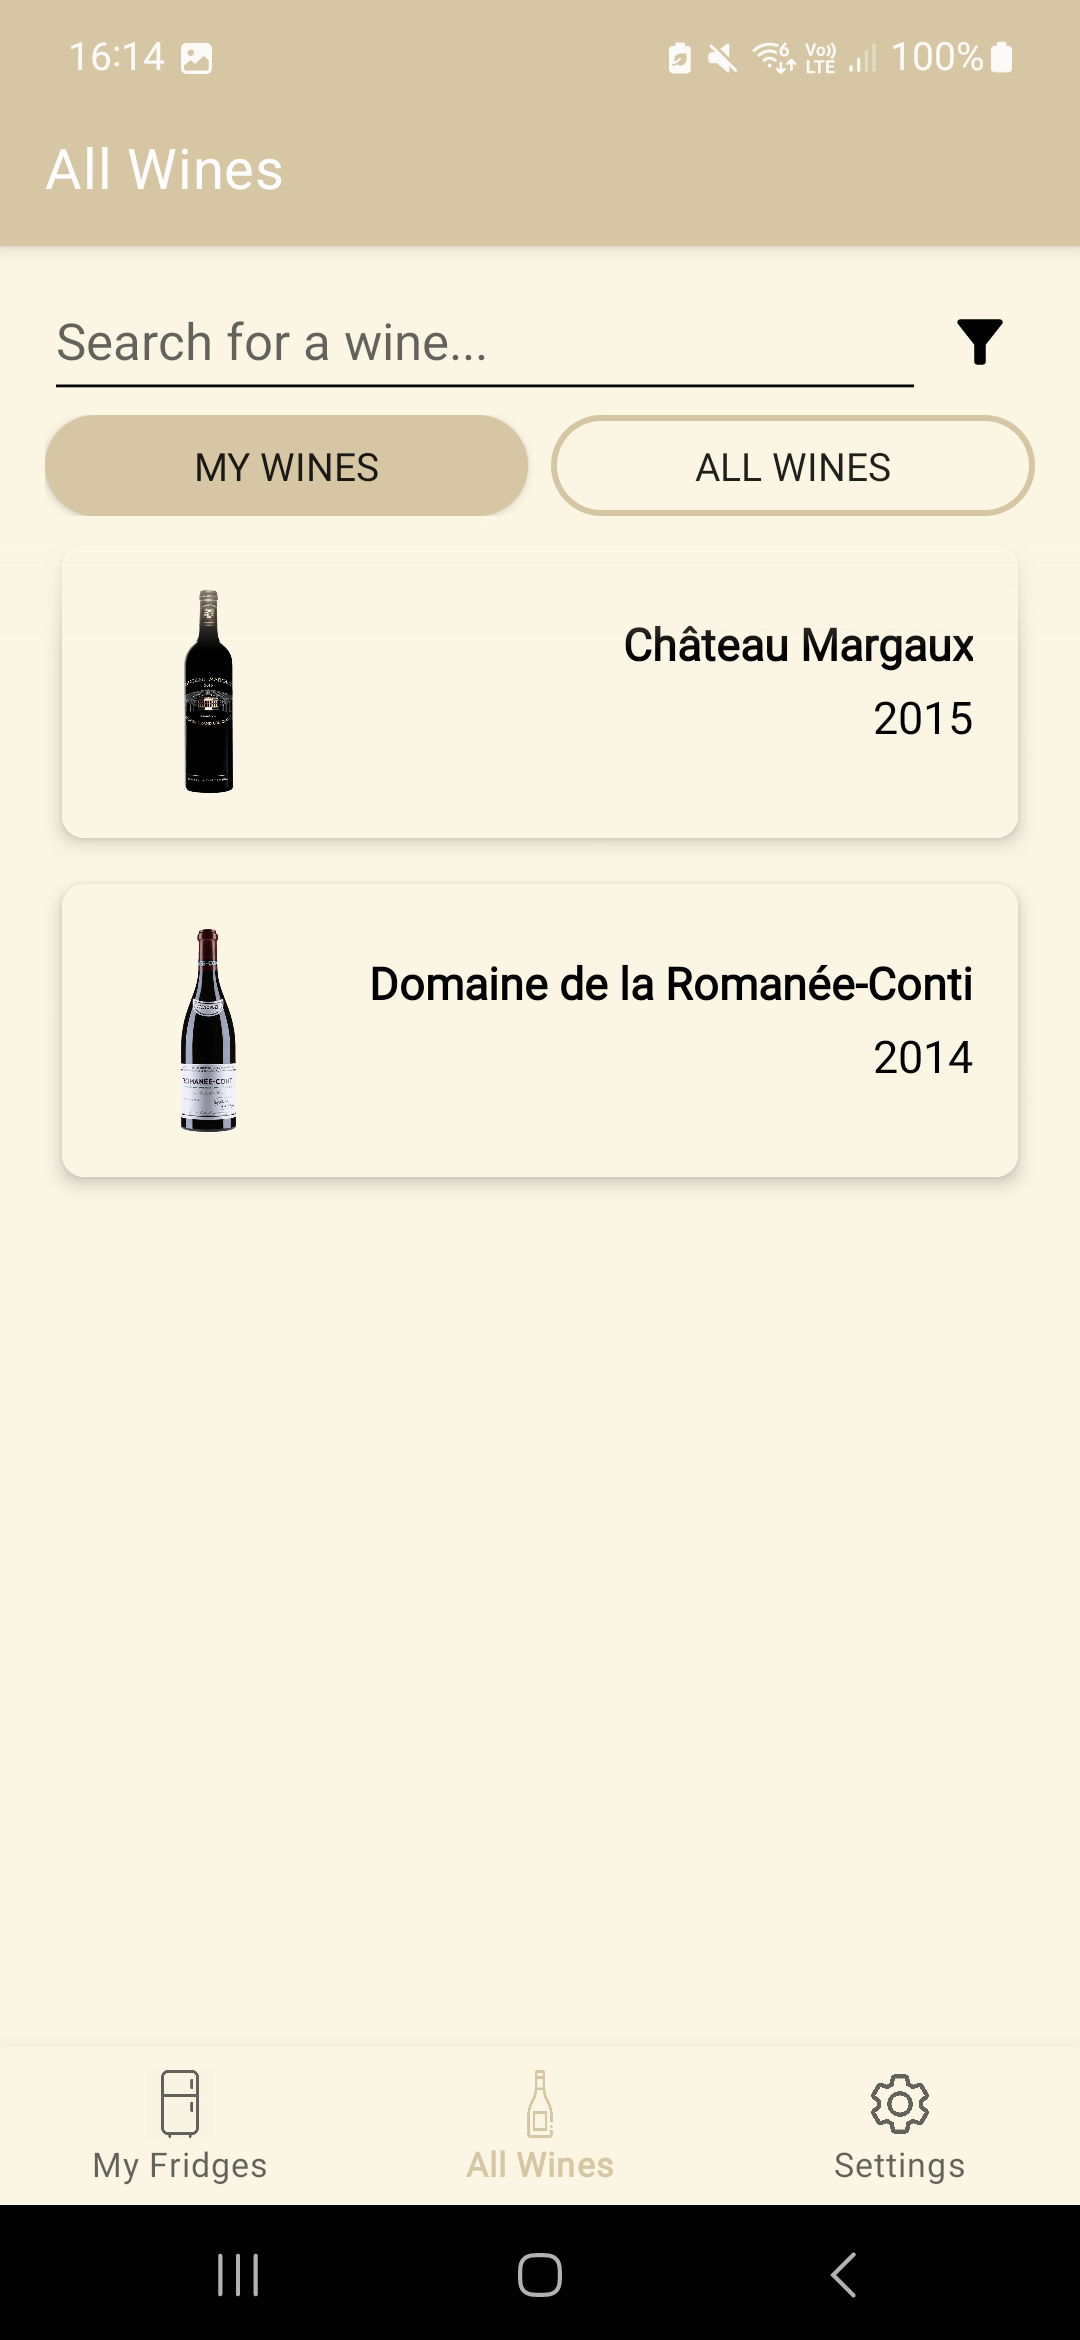 16:14
Vo)) LTE
100%
All Wines
Search for a wine...
MY WINES
ALL WINES
Château Margaux
2015
Domaine de la Romanée-Conti
2014
My Fridges
All Wines
Settings